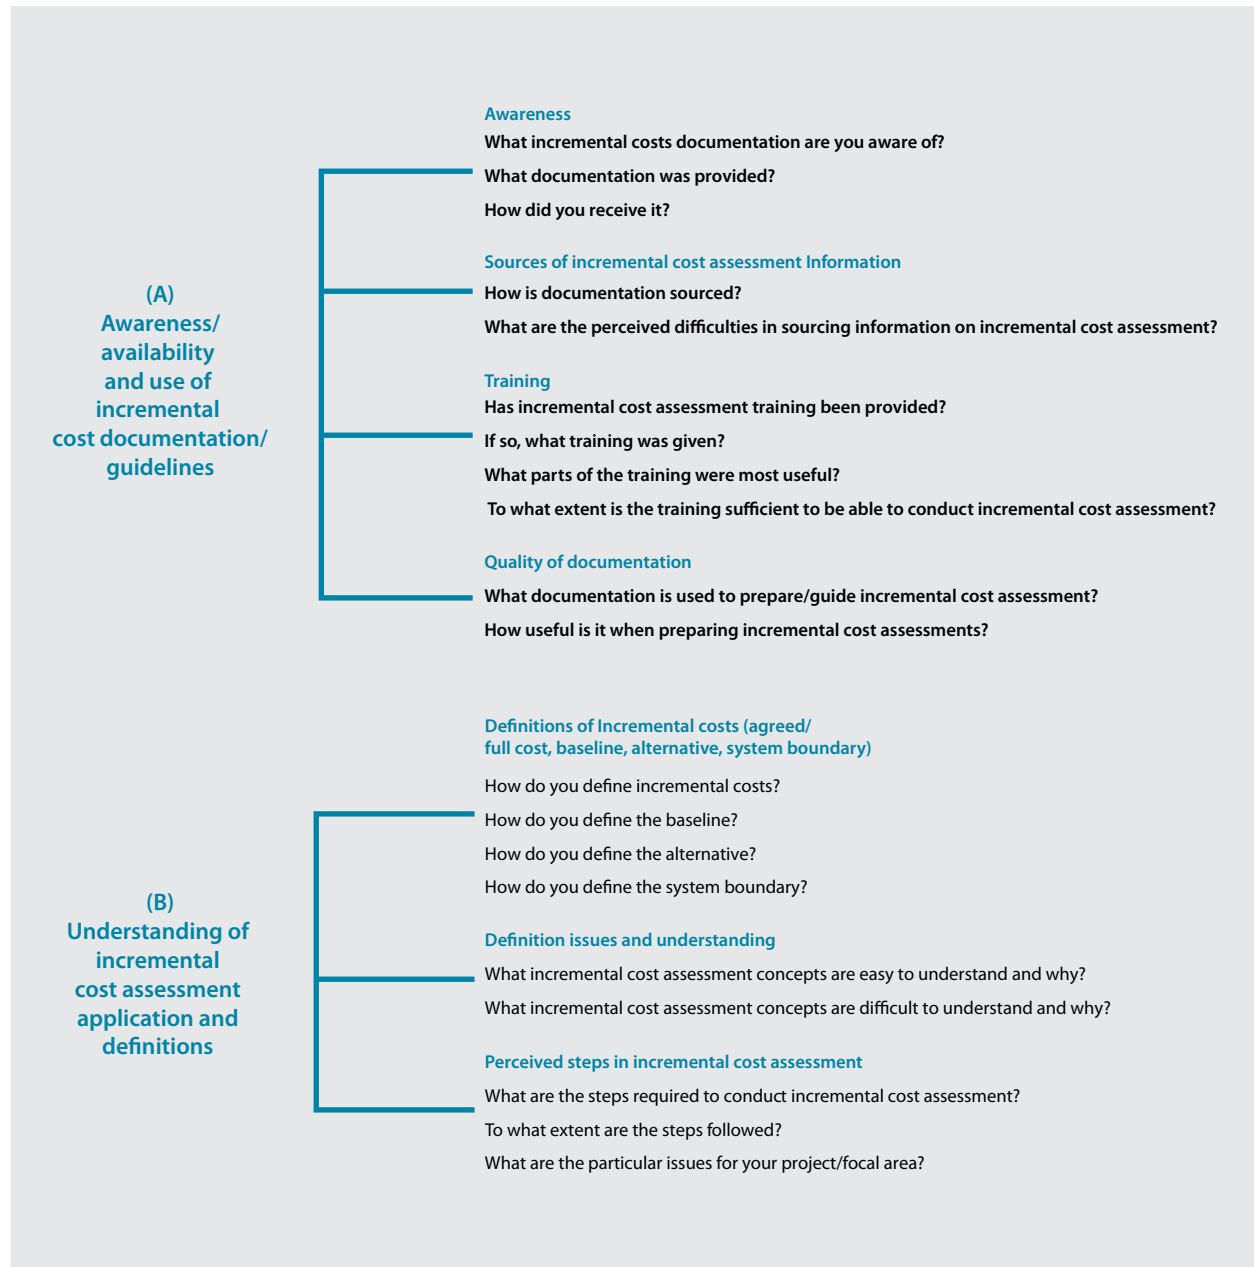 Awareness
What incremental costs documentation are you aware of?
What documentation was provided?
How did you receive it?
Sources of incremental cost assessment Information
How is documentation sourced?
What are the perceived difficulties in sourcing information on incremental cost assessment?
(A)
Awareness/
availability
and use of
incremental
cost documentation/
guidelines
Training
Has incremental cost assessment training been provided?
If so, what training was given?
What parts of the training were most useful?
To what extent is the training sufficient to be able to conduct incremental cost assessment?
Quality of documentation
What documentation is used to prepare/guide incremental cost assessment?
How useful is it when preparing incremental cost assessments?
Definitions of Incremental costs (agreed/
full cost, baseline, alternative, system boundary)
How do you define incremental costs?
How do you define the baseline?
How do you define the alternative?
How do you define the system boundary?
(B)
Understanding of
incremental
cost assessment
application and
definitions
Definition issues and understanding
What incremental cost assessment concepts are easy to understand and why?
What incremental cost assessment concepts are difficult to understand and why?
Perceived steps in incremental cost assessment
What are the steps required to conduct incremental cost assessment?
To what extent are the steps followed?
What are the particular issues for your project/focal area?